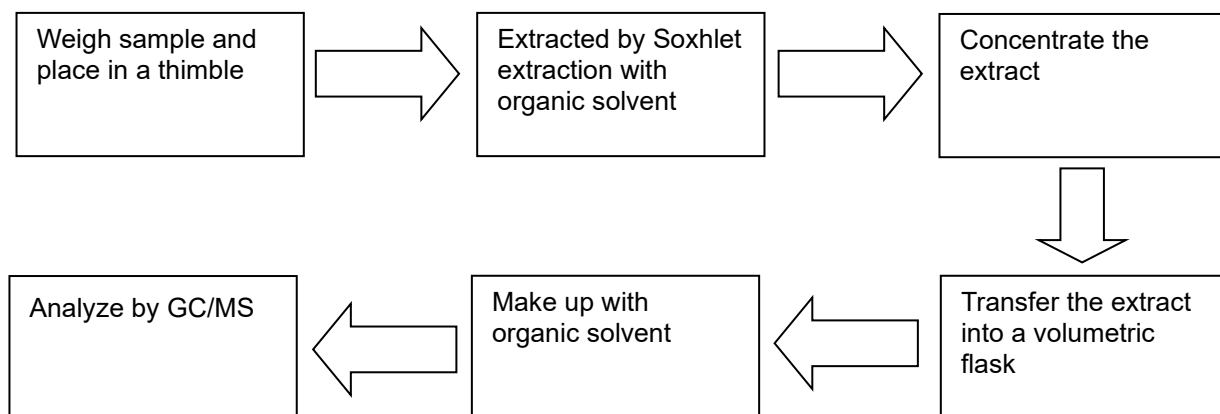 Weigh sample and
place in a thimble
Extracted by Soxhlet
extraction with
organic solvent
Concentrate the
extract
Transfer the extract
into a volumetric
flask
Make up with
organic solvent
Analyze by GC/MS